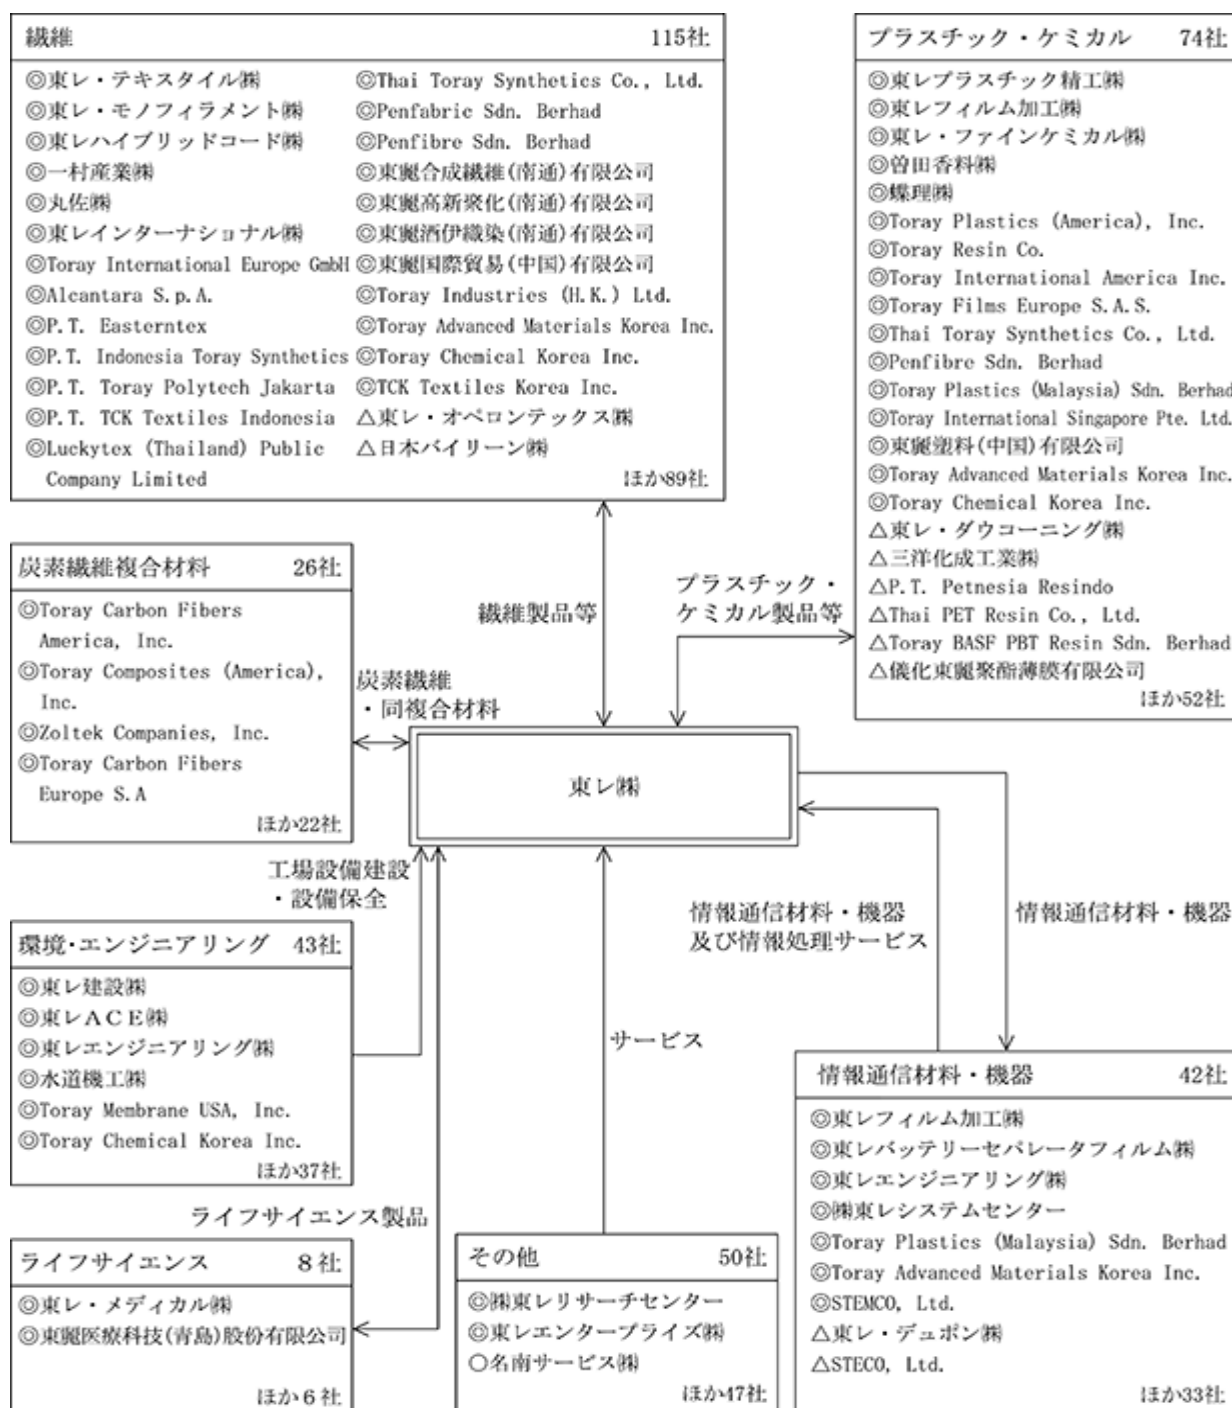 繊維 115社
◎東レ・テキスタイル㈱
◎東レ・モノフィラメント㈱
◎東レハイブリッドコード㈱
◎一村産業㈱
◎丸佐㈱
◎東レインターナショナル㈱
◎Toray International Europe GmbH
◎Alcantara S.p.A.
◎P.T. Easterntex
◎P.T. Indonesia Toray Synthetics
◎P.T. Toray Polytech Jakarta
◎P.T. TCK Textiles Indonesia
◎Luckytex (Thailand) Public
Company Limited
◎Thai Toray Synthetics Co., Ltd.
◎Penfabric Sdn. Berhad
◎Penfibre Sdn. Berhad
◎東麗合成繊維(南通)有限公司
◎東麗高新聚化(南通)有限公司
◎東麗酒伊織染(南通)有限公司
◎東麗国際貿易(中国)有限公司
◎Toray Industries (H.K.) Ltd.
◎Toray Advanced Materials Korea Inc.
◎Toray Chemical Korea Inc.
◎TCK Textiles Korea Inc.
△東レ・オペロンテックス㈱
△日本バイリーン㈱
ほか89社
プラスチック・ケミカル 74社
◎東レプラスチック精工㈱
◎東レフィルム加工㈱
◎東レ・ファインケミカル㈱
◎曽田香料㈱
◎蝶理㈱
◎Toray Plastics (America), Inc.
◎Toray Resin Co.
◎Toray International America Inc.
◎Toray Films Europe S.A.S.
◎Thai Toray Synthetics Co., Ltd.
◎Penfibre Sdn. Berhad
◎Toray Plastics (Malaysia) Sdn. Berhad
◎Toray International Singapore Pte. Ltd.
◎東麗塑料(中国)有限公司
◎Toray Advanced Materials Korea Inc.
◎Toray Chemical Korea Inc.
△東レ・ダウコーニング㈱
△三洋化成工業㈱
△P.T. Petnesia Resindo
△Thai PET Resin Co., Ltd.
△Toray BASF PBT Resin Sdn. Berhad
△儀化東麗聚酯薄膜有限公司
ほか52社
炭素繊維複合材料 26社
◎Toray Carbon Fibers
America, Inc.
◎Toray Composites (America),
Inc.
◎Zoltek Companies, Inc.
◎Toray Carbon Fibers
Europe S.A
ほか22社
繊維製品等
プラスチック・
ケミカル製品等
炭素繊維
・同複合材料
東レ㈱
工場設備建設
・設備保全
情報通信材料・機器
及び情報処理サービス
情報通信材料・機器
環境・エンジニアリング 43社
◎東レ建設㈱
◎東レACE㈱
◎東レエンジニアリング㈱
◎水道機工㈱
◎Toray Membrane USA, Inc.
◎Toray Chemical Korea Inc.
ほか37社
サービス
ライフサイエンス製品
ライフサイエンス 8社
◎東レ・メディカル㈱
◎東麗医療科技(青島)股份有限公司
ほか6社
その他 50社
◎㈱東レリサーチセンター
◎東レエンタープライズ㈱
○名南サービス㈱
ほか47社
情報通信材料・機器 42社
◎東レフィルム加工㈱
◎東レバッテリーセパレータフィルム㈱
◎東レエンジニアリング㈱
◎㈱東レシステムセンター
◎Toray Plastics (Malaysia) Sdn. Berhad
◎Toray Advanced Materials Korea Inc.
◎STEMCO, Ltd.
△東レ・デュポン㈱
△STECO, Ltd.
ほか33社